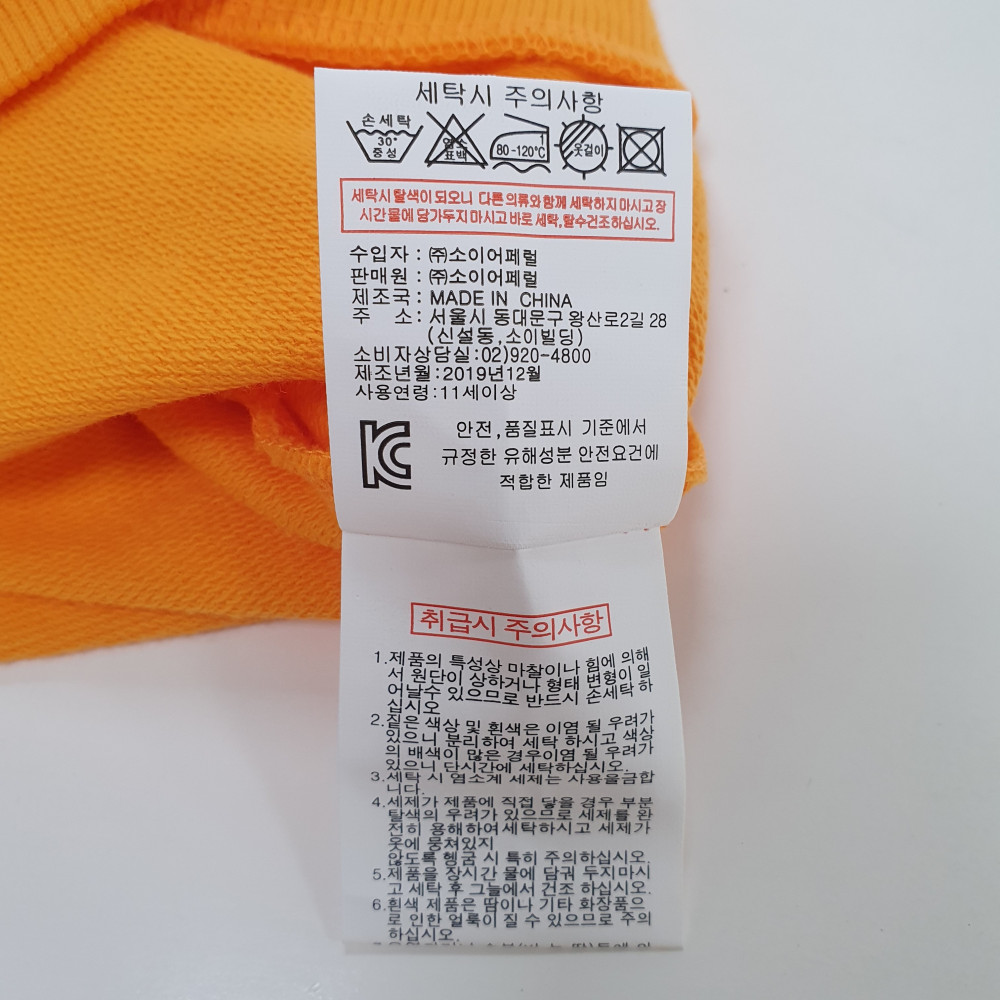 세탁시 주의사항
손세탁
30°
중성
염소
표백
1
80-120℃
옷걸이
세탁시 탈색이 되오니 다른 의류와 함께 세탁하지 마시고 장
시간 물에 담가두지 마시고 바로 세탁, 탈수건조하십시오.
수입자 : ㈜소이어페럴
판매원 : ㈜소이어페럴
제조국 : MADE IN CHINA
주 소 : 서울시 동대문구 왕산로2길 28
(신설동,소이빌딩)
소비자상담실:02)920-4800
제조년월:2019년12월
사용연령:11세이상
안전,품질표시 기준에서
규정한 유해성분 안전요건에
적합한 제품임
취급시 주의사항
1.제품의 특성상 마찰이나 힘에 의해
서 원단이 상하거나 형태 변형이 일
어날수 있으므로 반드시 손세탁 하
십시오
2.짙은 색상 및 흰색은 이염 될 우려가
있으니 분리하여 세탁 하시고 색상
의 배색이 많은 경우이염 될 우려가
있으니 단시간에 세탁하십시오.
3.세탁 시 염소계 세제는 사용을금합
니다.
4.세제가 제품에 직접 닿을 경우 부분
탈색의 우려가 있으므로 세제를 완
전히 용해하여세탁하시고 세제가
옷에 뭉쳐있지
않도록 헹굼 시 특히 주의하십시오.
5.제품을 장시간 물에 담궈 두지마시
고 세탁 후 그늘에서 건조 하십시오.
6.흰색 제품은 땀이나 기타 화장품으
로 인한 얼룩이 질 수 있으므로 주의
하십시오.